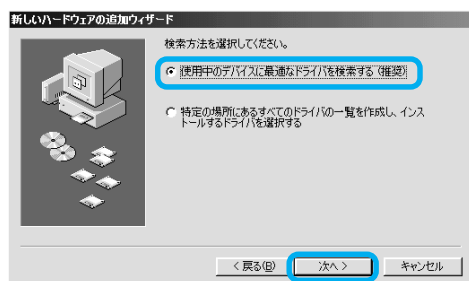 新しいハードウェアの追加ウィザード
検索方法を選択してください。
使用中のデバイスに最適なドライバを検索する (推奨)
特定の場所にあるすべてのドライバの一覧を作成し、インス
トールするドライバを選択する
< 戻る(B)
次へ >
キャンセル